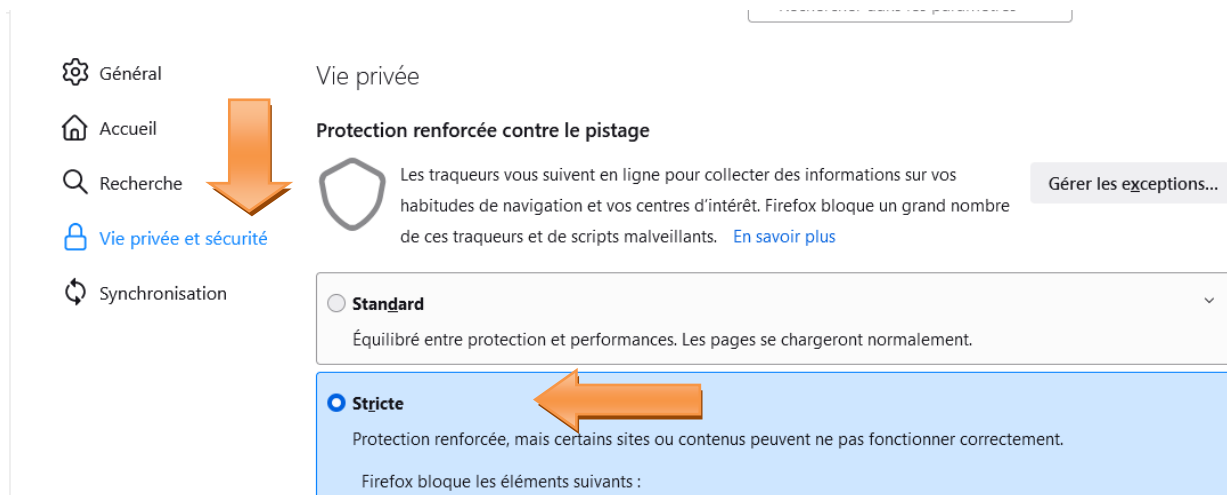 Général
Accueil
Recherche
Vie privée et sécurité
Synchronisation
Vie privée
Protection renforcée contre le pistage
Les traqueurs vous suivent en ligne pour collecter des informations sur vos
habitudes de navigation et vos centres d’intérêt. Firefox bloque un grand nombre
de ces traqueurs et de scripts malveillants. En savoir plus
Gérer les exceptions...
Standard
Équilibré entre protection et performances. Les pages se chargeront normalement.
Stricte
Protection renforcée, mais certains sites ou contenus peuvent ne pas fonctionner correctement.
Firefox bloque les éléments suivants :